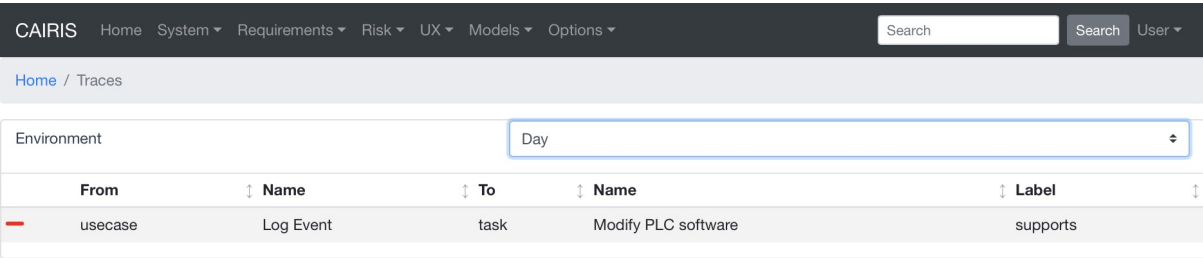 CAIRIS Home System Requirements Risk UX Models Options Search Search User
Home / Traces
Environment Day
From Name To Name Label
usecase Log Event task Modify PLC software supports